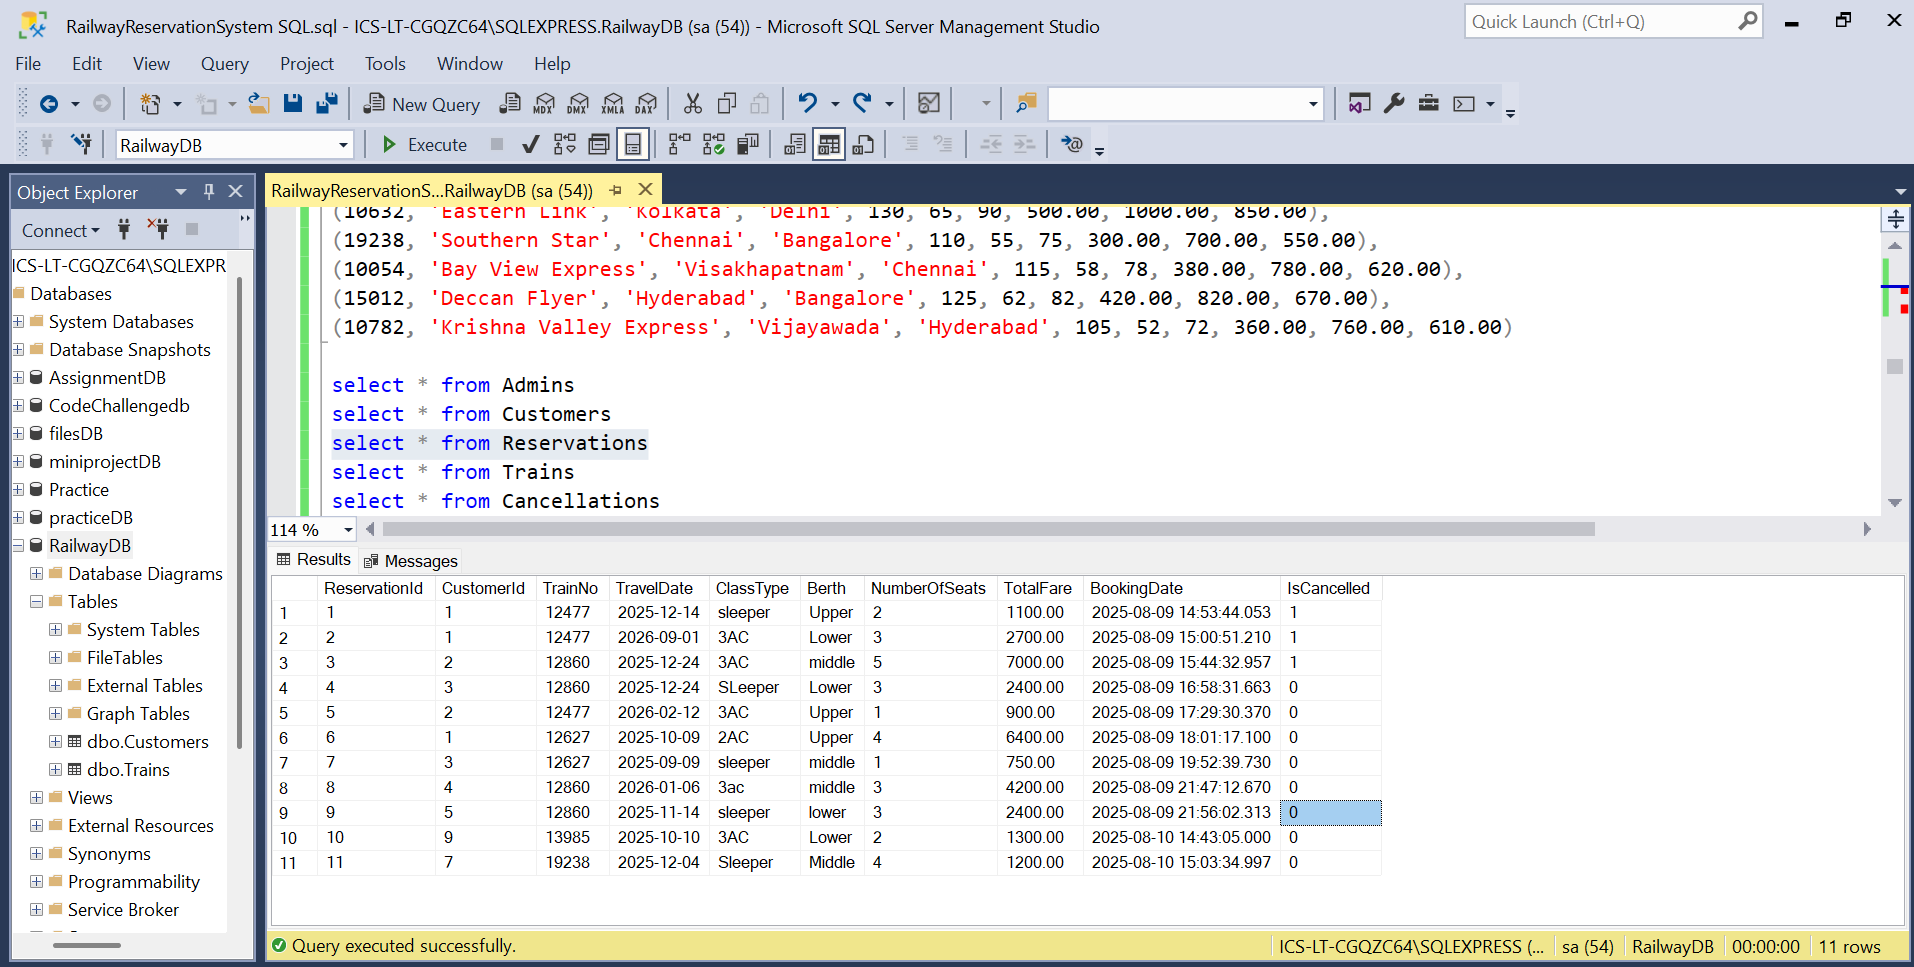 RailwayReservationSystem SQL.sql - ICS-LT-CGQZC64\SQLEXPRESS.RailwayDB (sa (54)) - Microsoft SQL Server Management Studio
Quick Launch (Ctrl+Q)
File Edit View Query Project Tools Window Help
New Query MDX DMX XMLA DAX
RailwayDB Execute
Object Explorer
Connect
ICS-LT-CGQZC64\SQLEXPR
Databases
System Databases
Database Snapshots
AssignmentDB
CodeChallengedb
filesDB
miniprojectDB
Practice
practiceDB
RailwayDB
Database Diagrams
Tables
System Tables
FileTables
External Tables
Graph Tables
dbo.Customers
dbo.Trains
Views
External Resources
Synonyms
Programmability
Service Broker
RailwayReservationS...RailwayDB (sa (54))
(10632, 'Eastern Link', 'Kolkata', 'Delhi', 130, 65, 90, 500.00, 1000.00, 850.00),
(19238, 'Southern Star', 'Chennai', 'Bangalore', 110, 55, 75, 300.00, 700.00, 550.00),
(10054, 'Bay View Express', 'Visakhapatnam', 'Chennai', 115, 58, 78, 380.00, 780.00, 620.00),
(15012, 'Deccan Flyer', 'Hyderabad', 'Bangalore', 125, 62, 82, 420.00, 820.00, 670.00),
(10782, 'Krishna Valley Express', 'Vijayawada', 'Hyderabad', 105, 52, 72, 360.00, 760.00, 610.00)
select * from Admins
select * from Customers
select * from Reservations
select * from Trains
select * from Cancellations
114 %
Results Messages
ReservationId CustomerId TrainNo TravelDate ClassType Berth NumberOfSeats TotalFare BookingDate IsCancelled
1 1 1 12477 2025-12-14 sleeper Upper 2 1100.00 2025-08-09 14:53:44.053 1
2 2 1 12477 2026-09-01 3AC Lower 3 2700.00 2025-08-09 15:00:51.210 1
3 3 2 12860 2025-12-24 3AC middle 5 7000.00 2025-08-09 15:44:32.957 1
4 4 3 12860 2025-12-24 SLeeper Lower 3 2400.00 2025-08-09 16:58:31.663 0
5 5 2 12477 2026-02-12 3AC Upper 1 900.00 2025-08-09 17:29:30.370 0
6 6 1 12627 2025-10-09 2AC Upper 4 6400.00 2025-08-09 18:01:17.100 0
7 7 3 12627 2025-09-09 sleeper middle 1 750.00 2025-08-09 19:52:39.730 0
8 8 4 12860 2026-01-06 3ac middle 3 4200.00 2025-08-09 21:47:12.670 0
9 9 5 12860 2025-11-14 sleeper lower 3 2400.00 2025-08-09 21:56:02.313 0
10 10 9 13985 2025-10-10 3AC Lower 2 1300.00 2025-08-10 14:43:05.000 0
11 11 7 19238 2025-12-04 Sleeper Middle 4 1200.00 2025-08-10 15:03:34.997 0
Query executed successfully. ICS-LT-CGQZC64\SQLEXPRESS (... sa (54) RailwayDB 00:00:00 11 rows